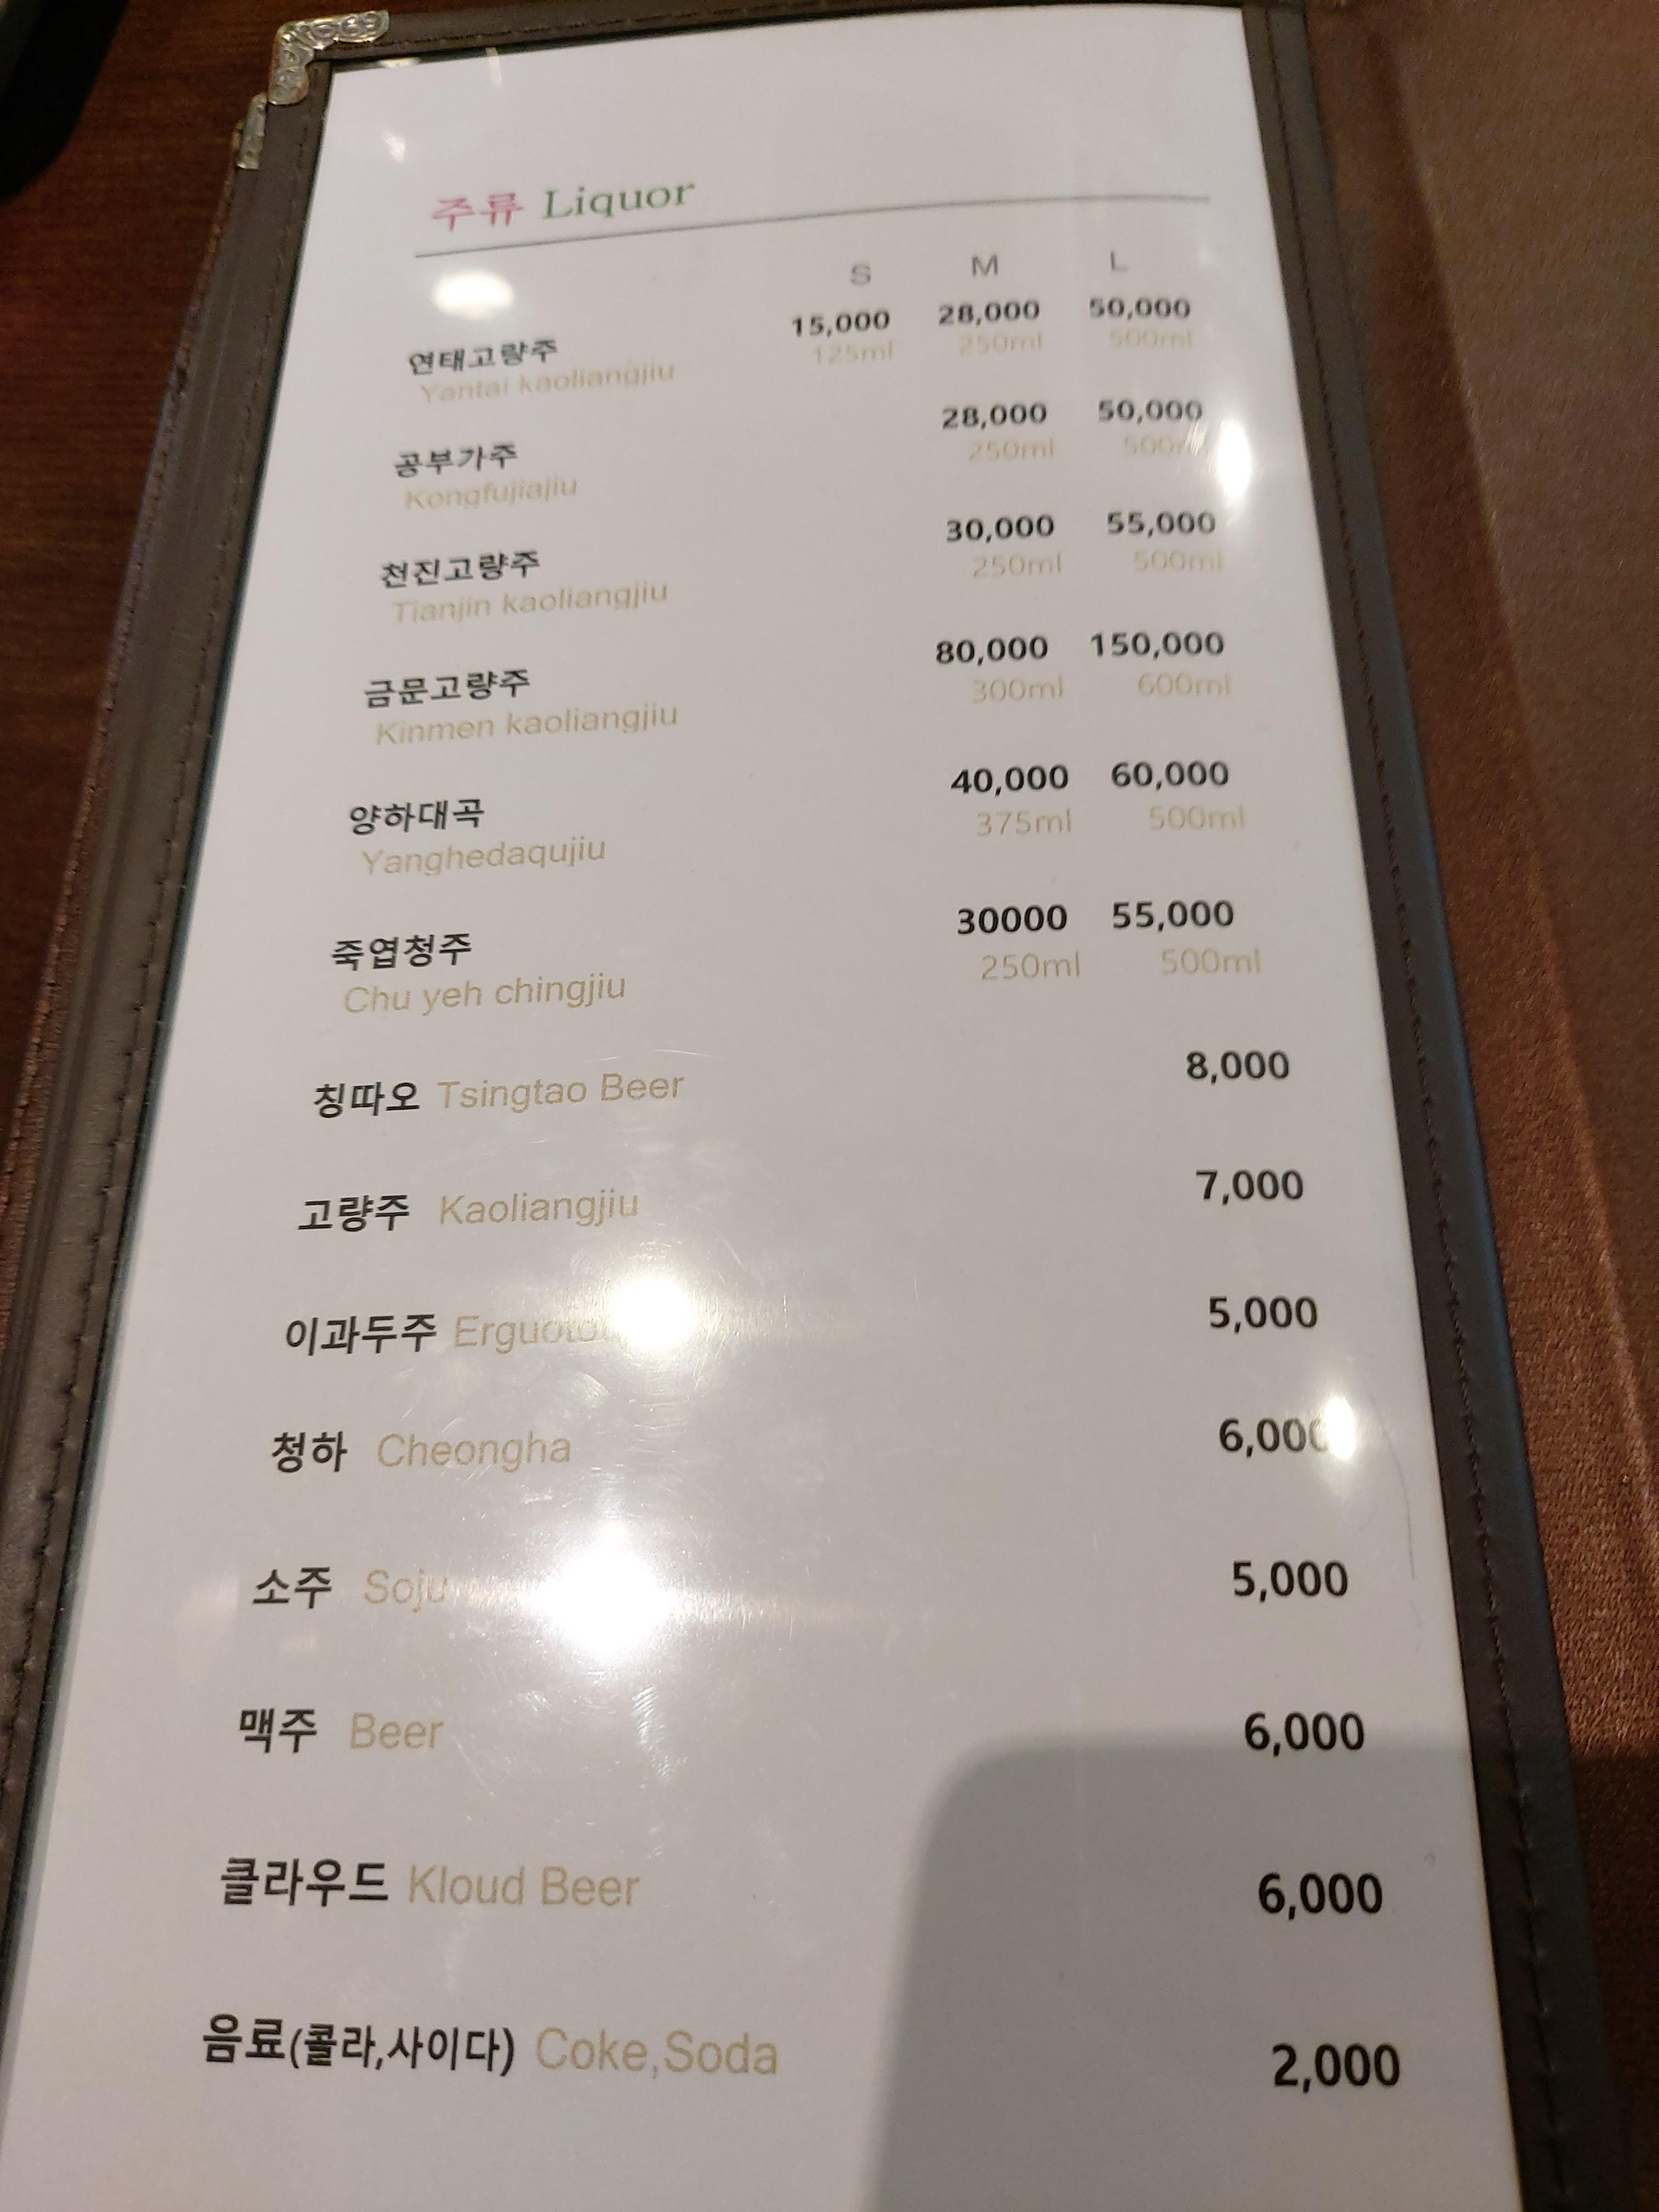 주류 Liquor
S M L
연태고량주 15,000 28,000 50,000
Yantai kaoliangjiu 125ml 250ml 500ml
공부가주 28,000 50,000
Kongfujiajiu 250ml
천진고량주 30,000 55,000
Tianjin kaoliangjiu 250ml 500ml
금문고량주 80,000 150,000
Kinmen kaoliangjiu 300ml 600ml
양하대곡 40,000 60,000
Yanghedaqujiu 375ml 500ml
죽엽청주 30000 55,000
Chu yeh chingjiu 250ml 500ml
칭따오 Tsingtao Beer 8,000
고량주 Kaoliangjiu 7,000
이과두주 5,000
청하 Cheongha 6,000
소주 Soju 5,000
맥주 Beer 6,000
클라우드 Kloud Beer 6,000
음료(콜라,사이다) Coke,Soda 2,000